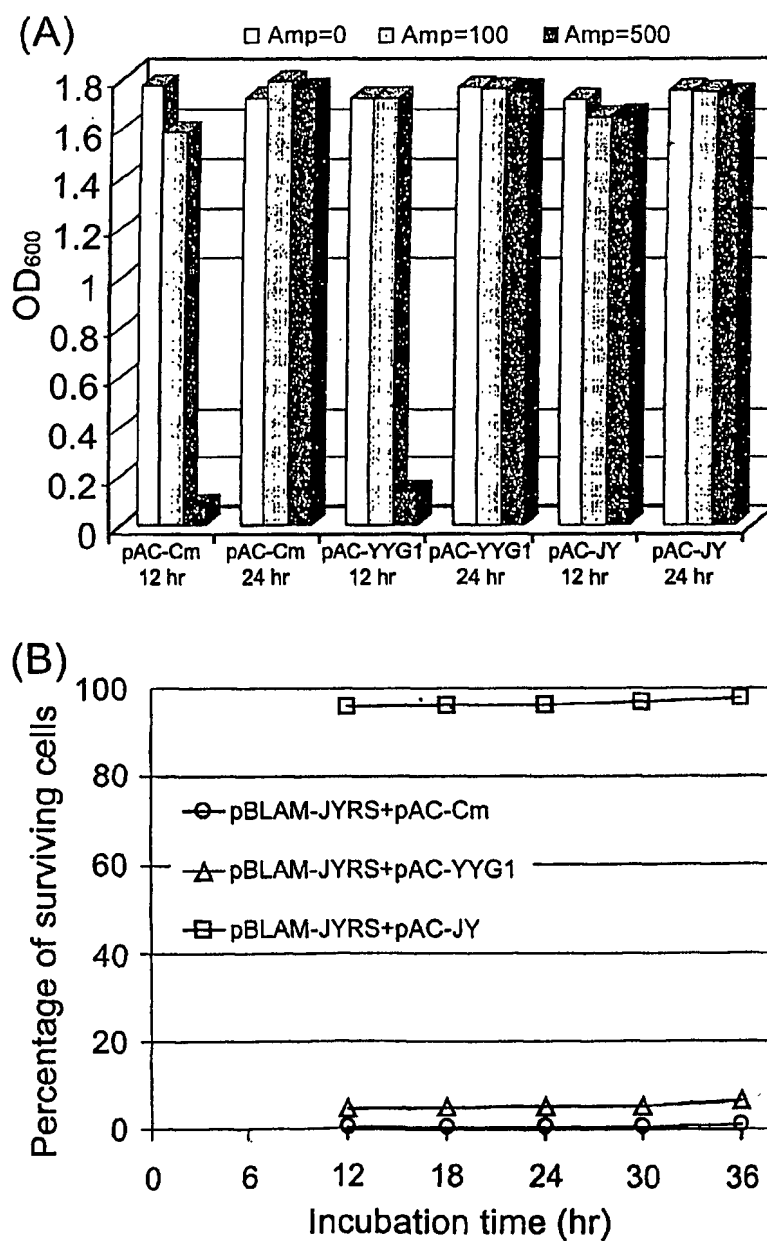 (A)
Amp=0 Amp=100 Amp=500
OD600
1.8
1.6
1.4
1.2
1
0.8
0.6
0.4
0.2
0
pAC-Cm pAC-Cm pAC-YYG1 pAC-YYG1 pAC-JY pAC-JY
12 hr 24 hr 12 hr 24 hr 12 hr 24 hr
(B)
Percentage of surviving cells
100
80
60
40
20
0
pBLAM-JYRS+pAC-Cm
pBLAM-JYRS+pAC-YYG1
pBLAM-JYRS+pAC-JY
0 6 12 18 24 30 36
Incubation time (hr)